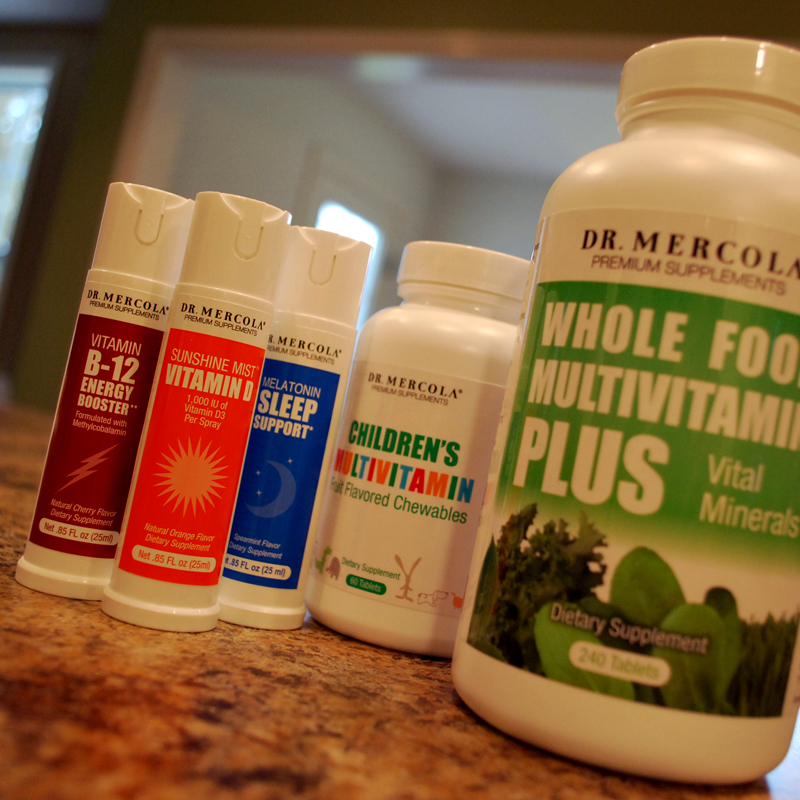 DR. MERCOLA®
PREMIUM SUPPLEMENTS
VITAMIN
B-12
ENERGY
BOOSTER**
Formulated with
Methylcobalamin
Natural Cherry Flavor
Dietary Supplement
Net .85 FL oz (25ml)
DR. MERCOLA®
PREMIUM SUPPLEMENTS
SUNSHINE MIST®
VITAMIN D
1,000 IU of
Vitamin D3
Per Spray
Natural Orange Flavor
Dietary Supplement
Net .85 FL oz (25ml)
MERCOLA®
SUPPLEMENTS
MELATONIN
SLEEP
SUPPORT*
Spearmint Flavor
Dietary Supplement
.85 FL oz (25 ml)
DR. MERCOLA®
PREMIUM SUPPLEMENTS
CHILDREN'S
MULTIVITAMIN
Fruit Flavored Chewables
Dietary Supplement
60 Tablets
DR. MERCOLA
PREMIUM SUPPLEMENTS
WHOLE FOO
MULTIVITAMIN
PLUS
Vital
Minerals
Dietary Supplement
240 Tablets